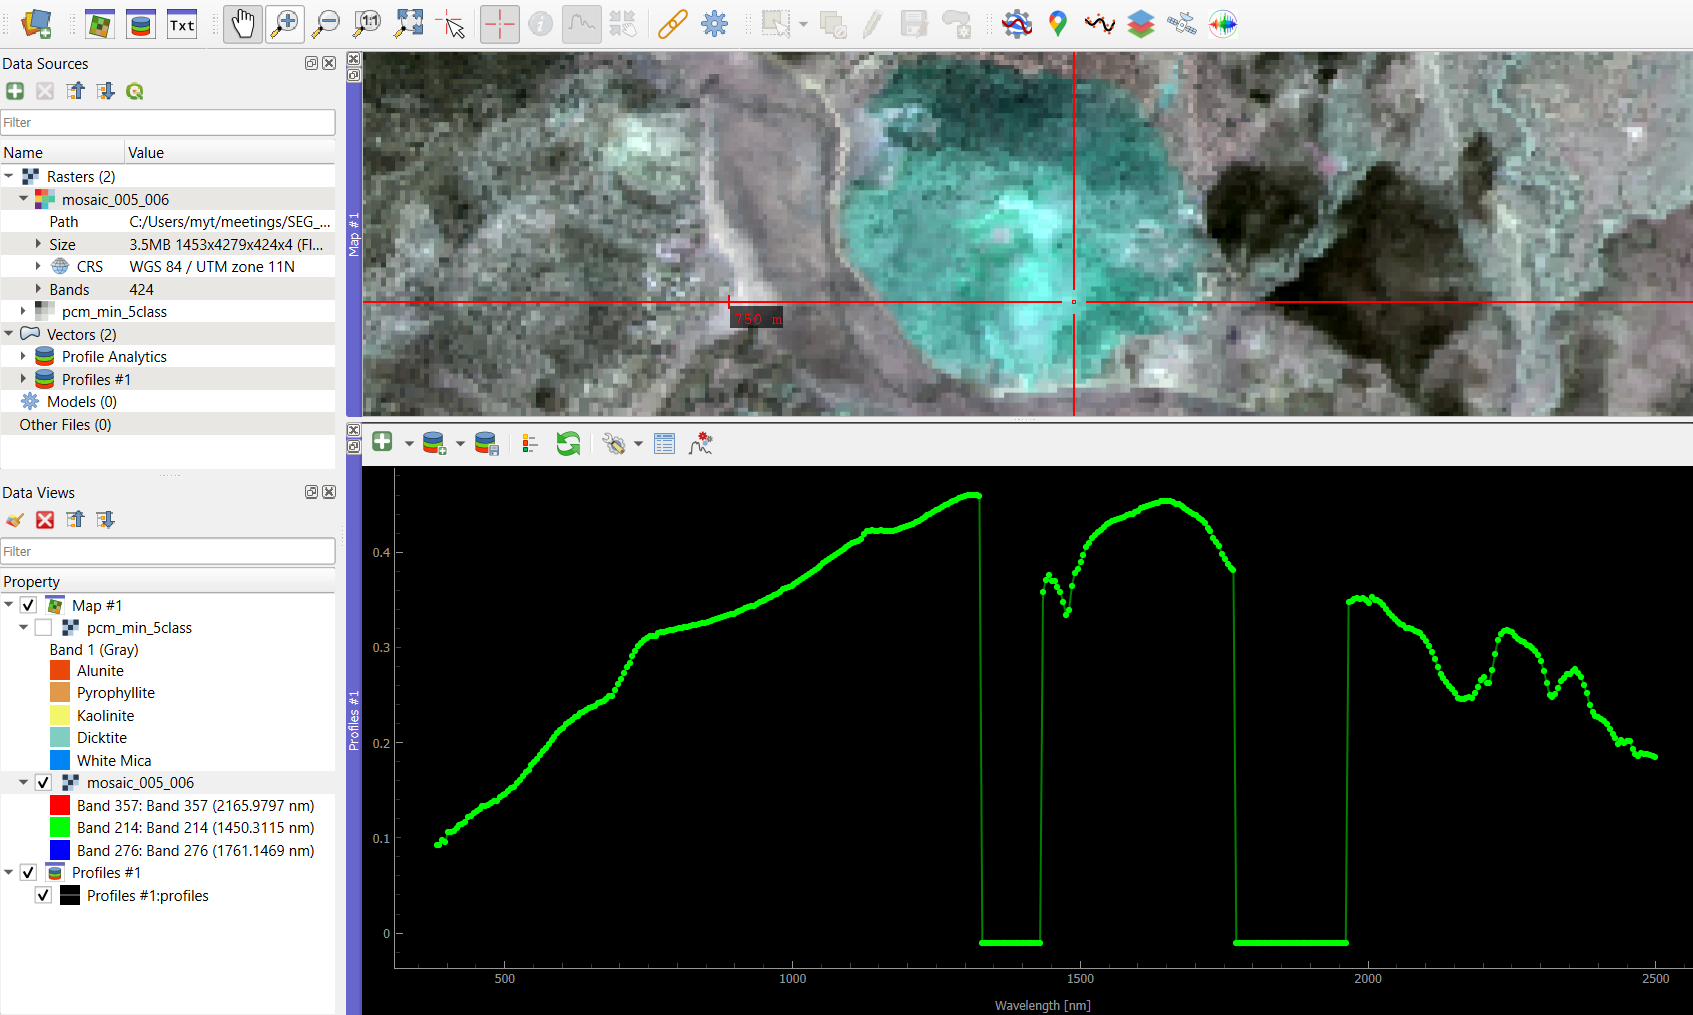 Txt
1:1
Data Sources
Filter
Name Value
Rasters (2)
mosaic_005_006
Path C:/Users/myt/meetings/SEG_...
Size 3.5MB 1453x4279x424x4 (Fl...
CRS WGS 84 / UTM zone 11N
Bands 424
pcm_min_5class
Vectors (2)
Profile Analytics
Profiles #1
Models (0)
Other Files (0)
Data Views
Filter
Property
Map #1
pcm_min_5class
Band 1 (Gray)
Alunite
Pyrophyllite
Kaolinite
Dicktite
White Mica
mosaic_005_006
Band 357: Band 357 (2165.9797 nm)
Band 214: Band 214 (1450.3115 nm)
Band 276: Band 276 (1761.1469 nm)
Profiles #1
Profiles #1:profiles
Map #1
750 m
Profiles #1
0.4
0.3
0.2
0.1
0
500 1000 1500 2000 2500
Wavelength [nm]